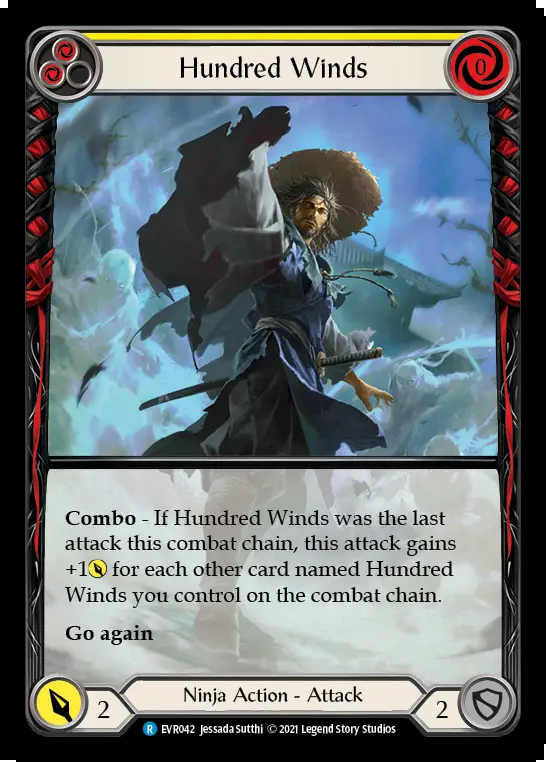 Hundred Winds
0
Combo - If Hundred Winds was the last
attack this combat chain, this attack gains
+1 for each other card named Hundred
Winds you control on the combat chain.
Go again
2
Ninja Action - Attack
2
R EVR042 Jessada Sutthi © 2021 Legend Story Studios